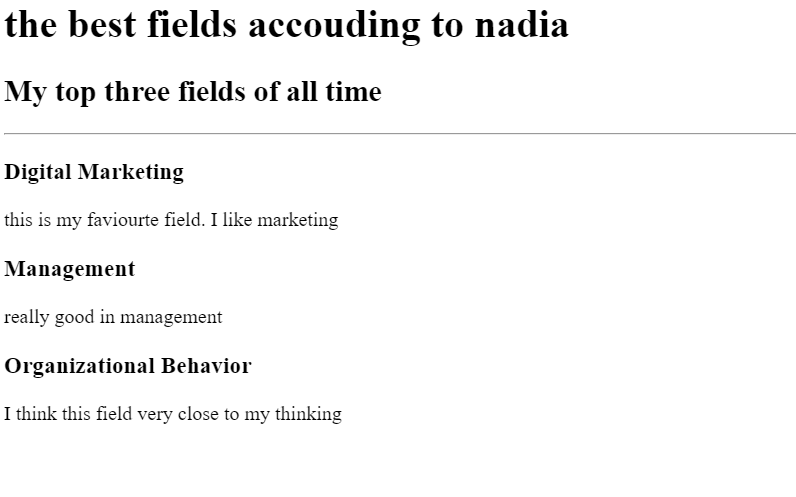 the best fields accouding to nadia
My top three fields of all time
Digital Marketing
this is my faviourte field. I like marketing
Management
really good in management
Organizational Behavior
I think this field very close to my thinking